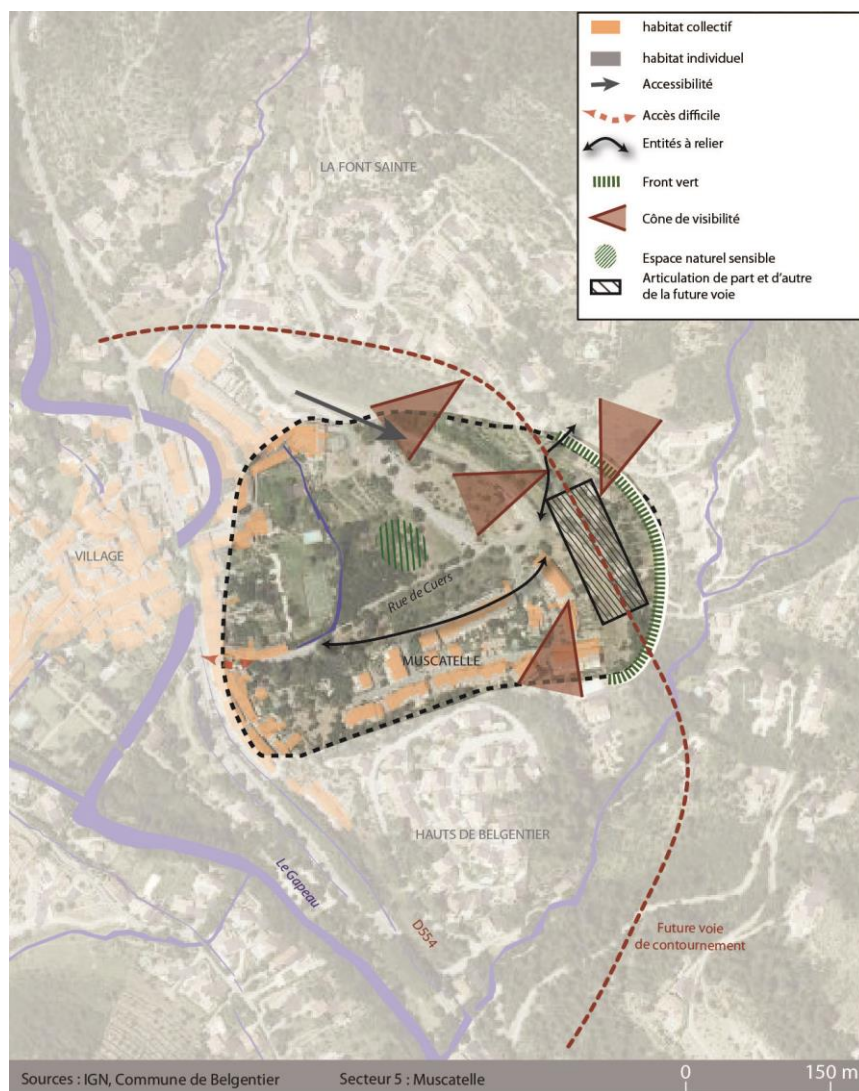 habitat collectif
habitat individuel
Accessibilité
Accès difficile
Entités à relier
Front vert
Cône de visibilité
Espace naturel sensible
Articulation de part et d'autre
de la future voie
LA FONT SAINTE
VILLAGE
Rue de Cuers
MUSCATELLE
HAUTS DE BELGENTIER
Le Gapeau
D554
Future voie
de contournement
Sources : IGN, Commune de Belgentier
Secteur 5 : Muscatelle
0
150 m